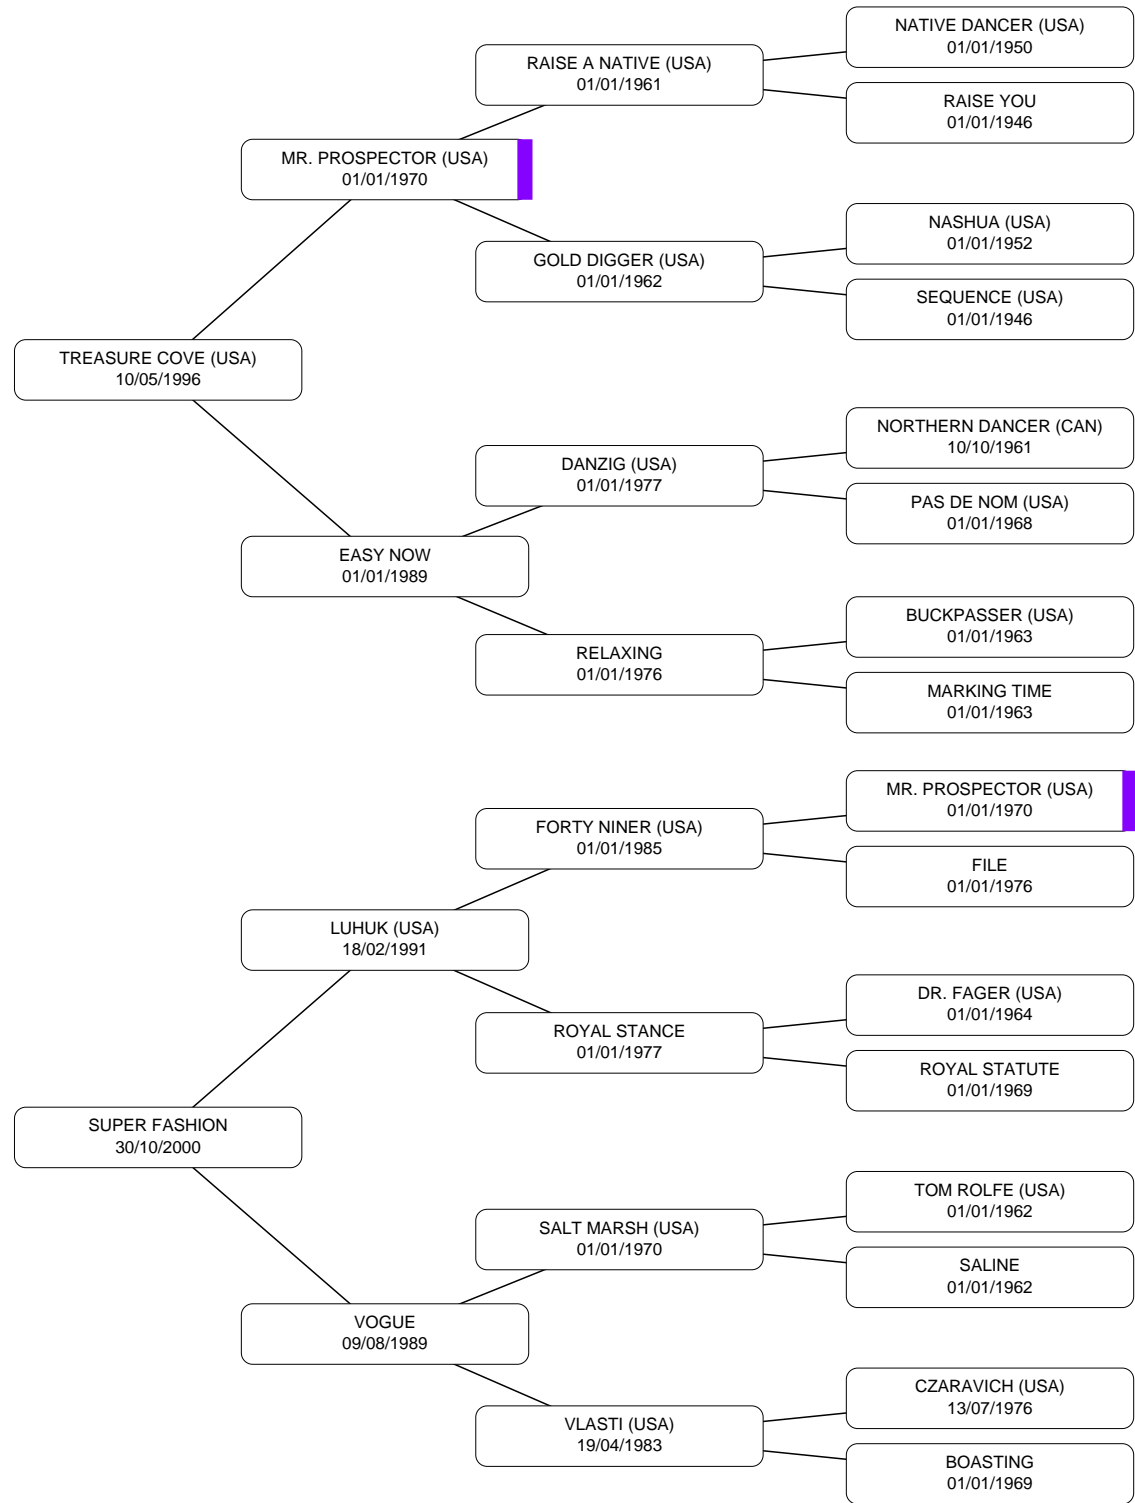 NATIVE DANCER (USA)
01/01/1950
RAISE A NATIVE (USA)
01/01/1961
RAISE YOU
01/01/1946
MR. PROSPECTOR (USA)
01/01/1970
NASHUA (USA)
01/01/1952
GOLD DIGGER (USA)
01/01/1962
SEQUENCE (USA)
01/01/1946
TREASURE COVE (USA)
10/05/1996
NORTHERN DANCER (CAN)
10/10/1961
DANZIG (USA)
01/01/1977
PAS DE NOM (USA)
01/01/1968
EASY NOW
01/01/1989
BUCKPASSER (USA)
01/01/1963
RELAXING
01/01/1976
MARKING TIME
01/01/1963
MR. PROSPECTOR (USA)
01/01/1970
FORTY NINER (USA)
01/01/1985
FILE
01/01/1976
LUHUK (USA)
18/02/1991
DR. FAGER (USA)
01/01/1964
ROYAL STANCE
01/01/1977
ROYAL STATUTE
01/01/1969
SUPER FASHION
30/10/2000
TOM ROLFE (USA)
01/01/1962
SALT MARSH (USA)
01/01/1970
SALINE
01/01/1962
VOGUE
09/08/1989
CZARAVICH (USA)
13/07/1976
VLASTI (USA)
19/04/1983
BOASTING
01/01/1969